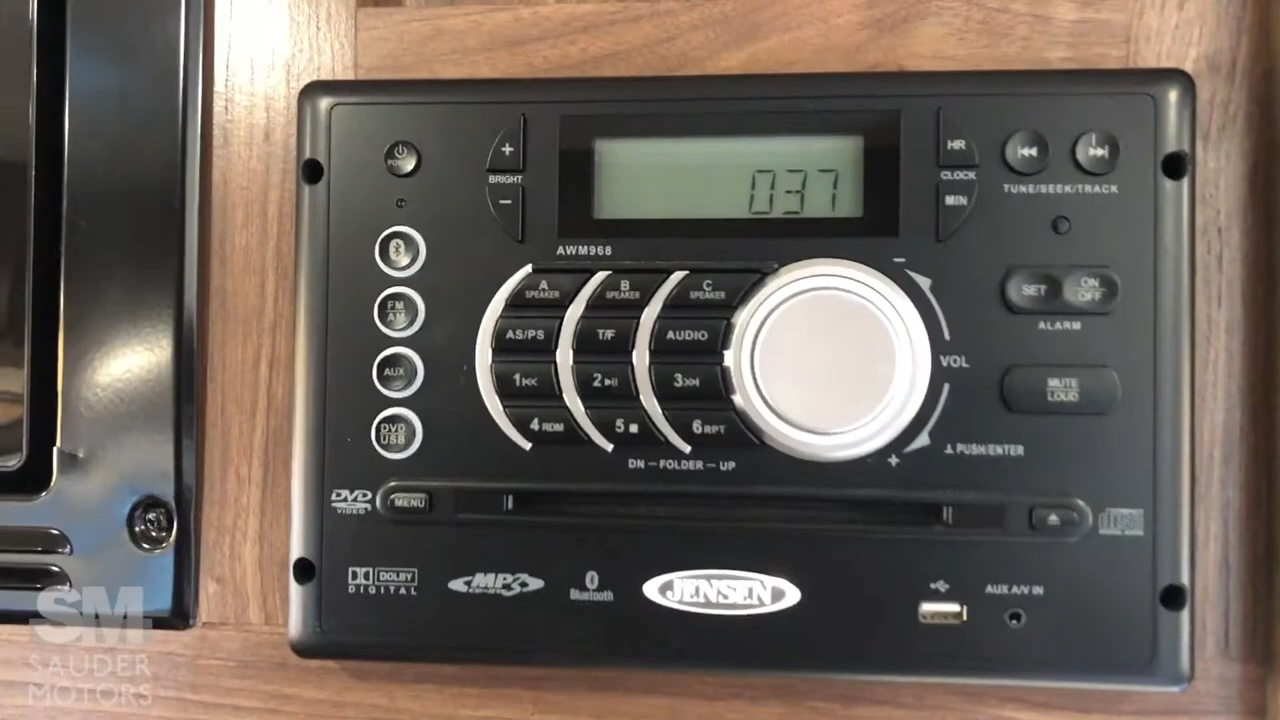 POWER
+
BRIGHT
−
037
HR
CLOCK
MIN
TUNE/SEEK/TRACK
AWM968
FM
AM
AUX
DVD
USB
A
SPEAKER
B
SPEAKER
C
SPEAKER
AS/PS
T/F
AUDIO
1
2
3
4 RDM
5
6 RPT
DN — FOLDER — UP
−
VOL
+
PUSH/ENTER
SET
ON
OFF
ALARM
MUTE
LOUD
DVD
VIDEO
MENU
DOLBY
DIGITAL
MP3
Bluetooth
JENSEN
AUX A/V IN
SM
SAUDER
MOTORS